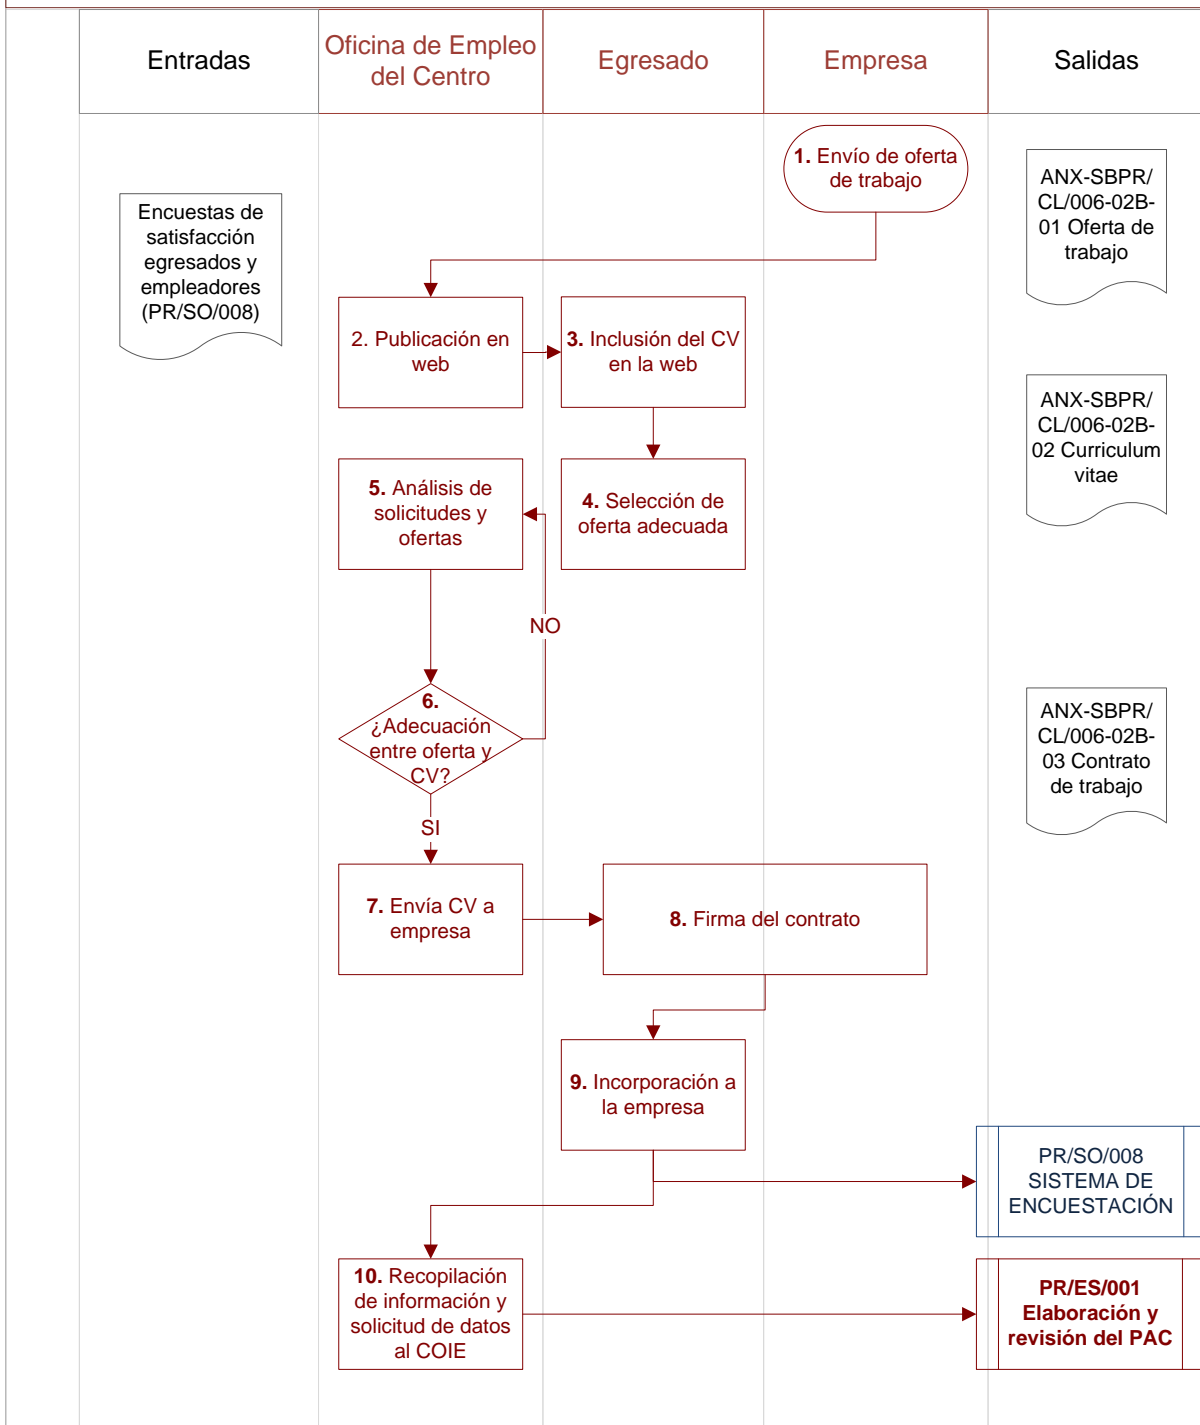 Entradas
Oficina de Empleo
del Centro
Egresado
Empresa
Salidas
1. Envío de oferta
de trabajo
ANX-SBPR/
CL/006-02B-
01 Oferta de
trabajo
Encuestas de
satisfacción
egresados y
empleadores
(PR/SO/008)
2. Publicación en
web
3. Inclusión del CV
en la web
ANX-SBPR/
CL/006-02B-
02 Curriculum
vitae
5. Análisis de
solicitudes y
ofertas
4. Selección de
oferta adecuada
NO
6.
¿Adecuación
entre oferta y
CV?
ANX-SBPR/
CL/006-02B-
03 Contrato
de trabajo
SI
7. Envía CV a
empresa
8. Firma del contrato
9. Incorporación a
la empresa
PR/SO/008
SISTEMA DE
ENCUESTACIÓN
10. Recopilación
de información y
solicitud de datos
al COIE
PR/ES/001
Elaboración y
revisión del PAC